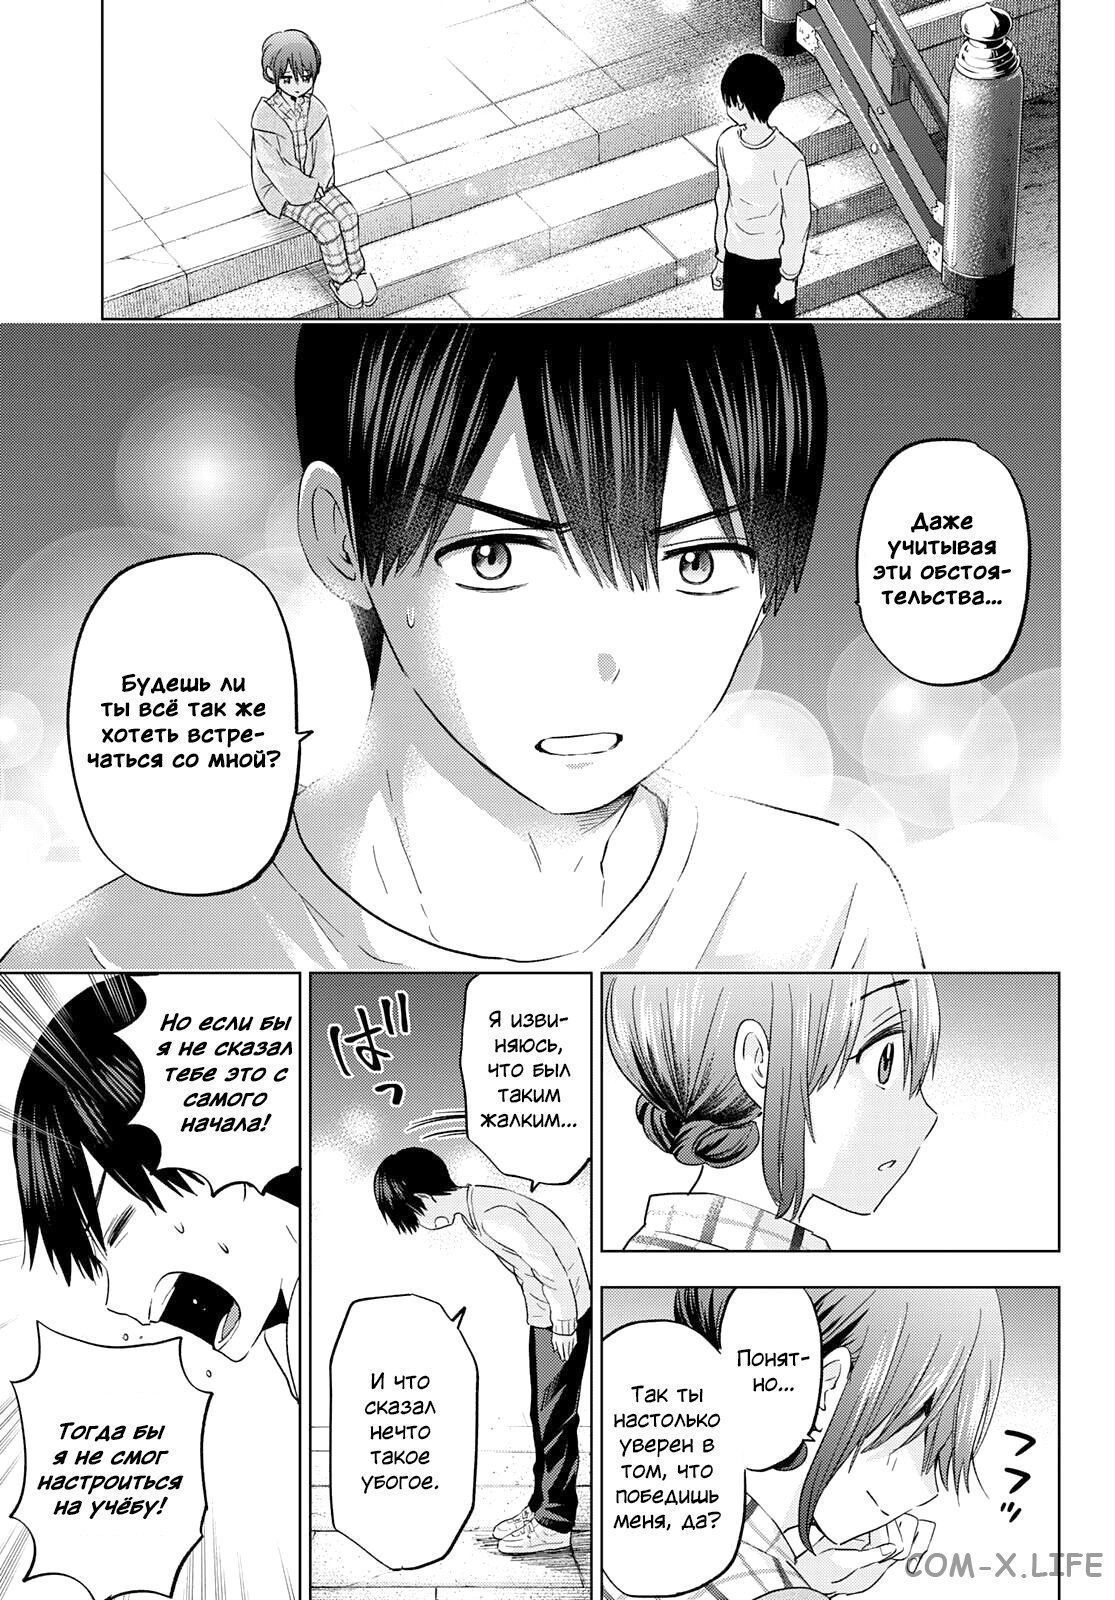 Даже
учитывая
эти обстоя-
тельства...
Будешь ли
ты всё так же
хотеть встре-
чаться со мной?
Я изви-
няюсь,
что был
таким
жалким...
ばっ
И что
сказал
нечто
такое
убогое.
Но если бы
я не сказал
тебе это с
самого
начала!
Тогда бы
я не смог
настроиться
на учёбу!
Понят-
но...
Так ты
настолько
уверен в
том, что
победишь
меня, да?
フフッ
COM-X.LIFE